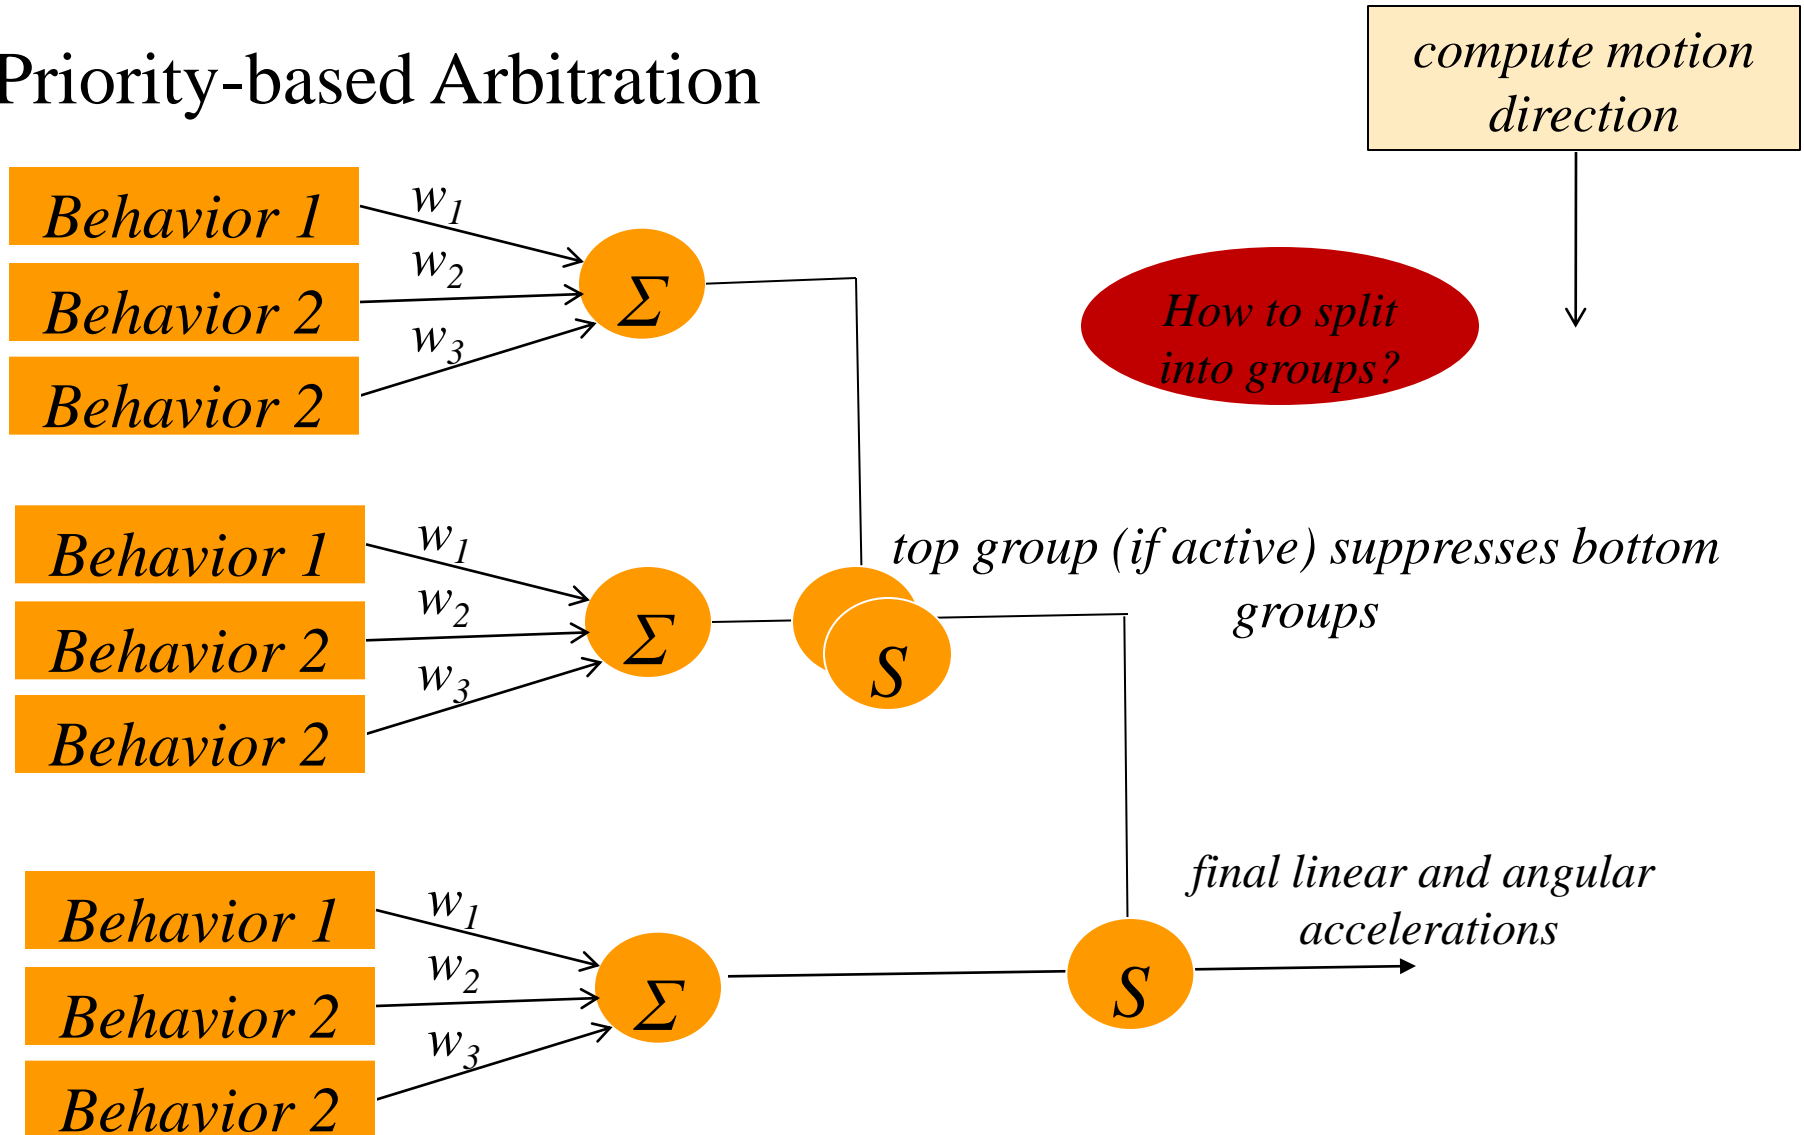 Priority-based Arbitration
compute motion
direction
Behavior 1
Behavior 2
Behavior 2
w1
w2
w3
Σ
How to split
into groups?
Behavior 1
Behavior 2
Behavior 2
w1
w2
w3
Σ
S
top group (if active) suppresses bottom
groups
Behavior 1
Behavior 2
Behavior 2
w1
w2
w3
Σ
S
final linear and angular
accelerations